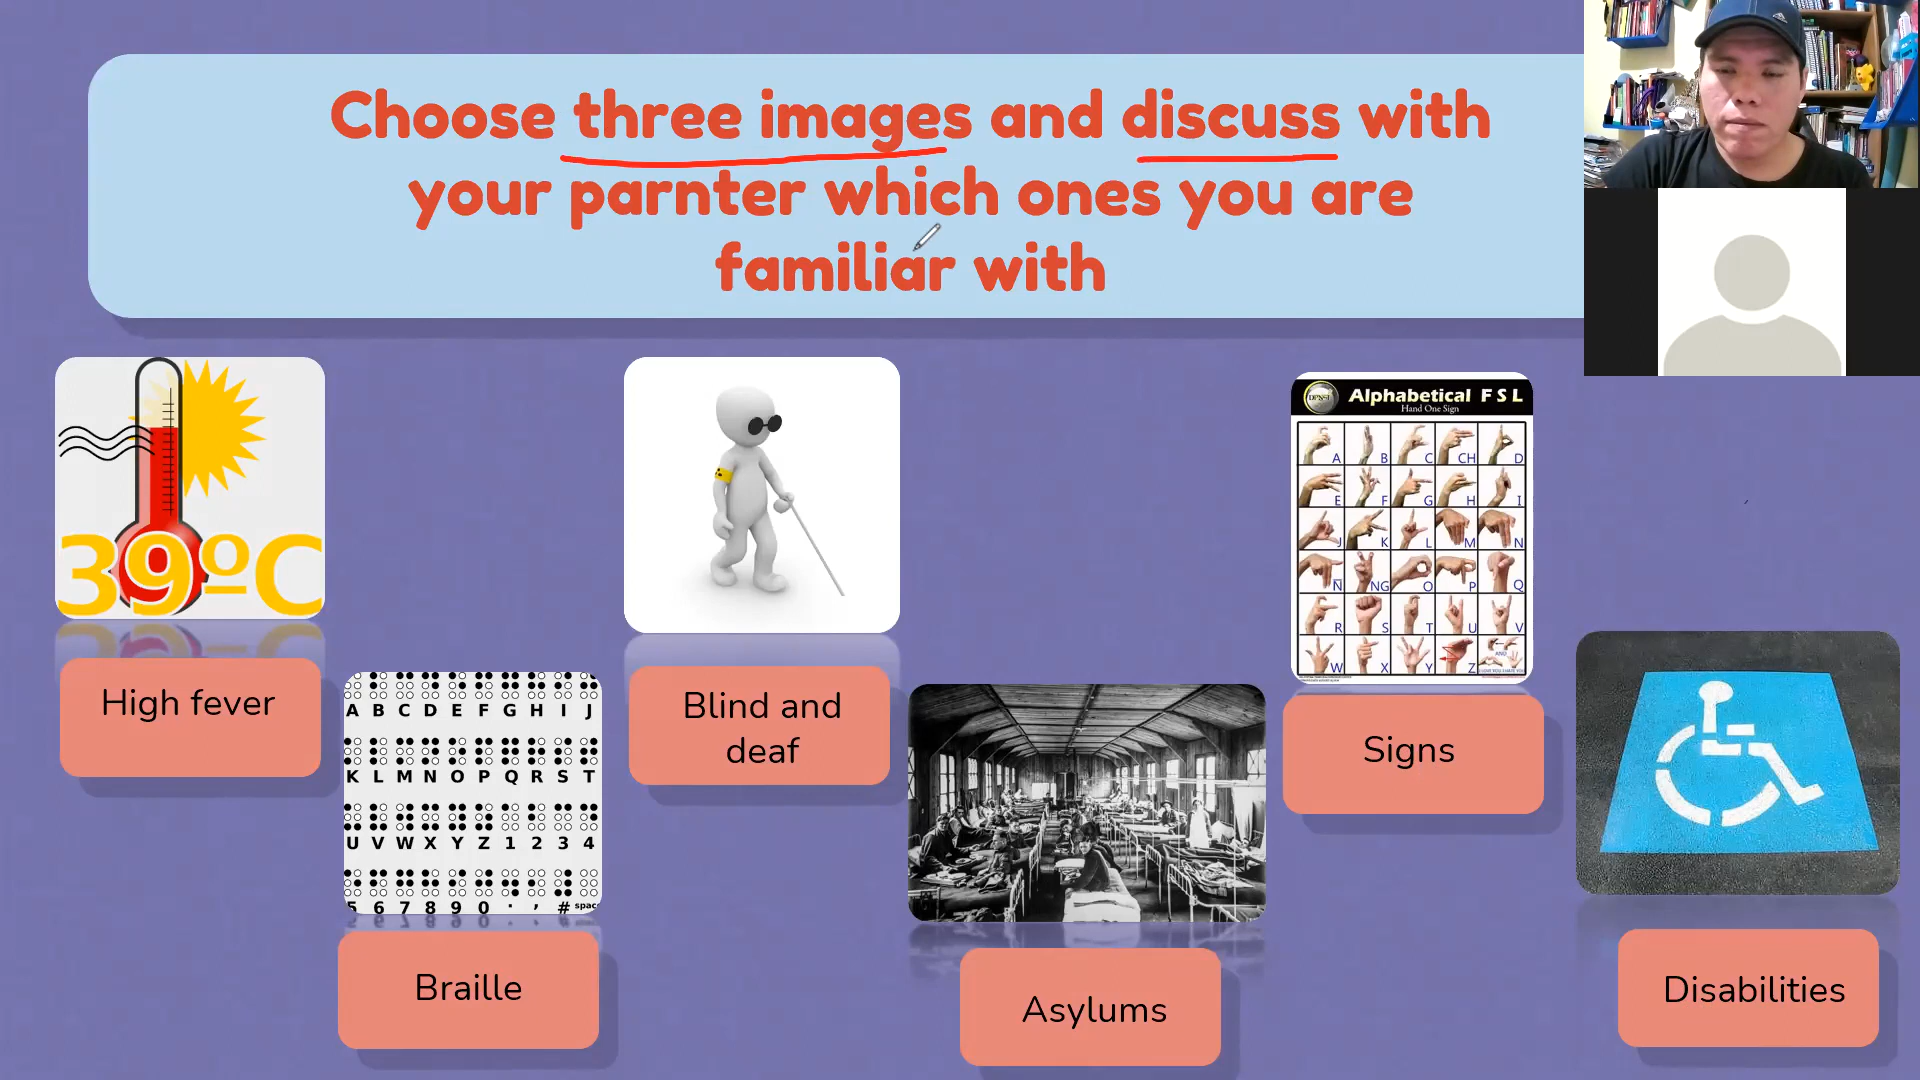 Choose three images and discuss with
your parnter which ones you are
familiar with
39ºC
High fever
A B C D E F G H I J
K L M N O P Q R S T
U V W X Y Z 1 2 3 4
5 6 7 8 9 0 . , # space
Braille
Blind and
deaf
Asylums
Alphabetical F S L
Hand One Sign
A B C CH D
E F G H I
J K L M N
Ñ NG O P Q
R S T U V
W X Y Z
AND
Signs
Disabilities